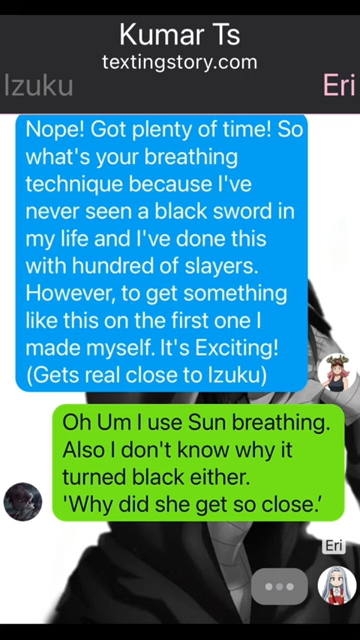 Kumar Ts
textingstory.com
Izuku
Eri
Nope! Got plenty of time! So
what's your breathing
technique because I've
never seen a black sword in
my life and I've done this
with hundred of slayers.
However, to get something
like this on the first one I
made myself. It's Exciting!
(Gets real close to Izuku)
Oh Um I use Sun breathing.
Also I don't know why it
turned black either.
'Why did she get so close.’
Eri